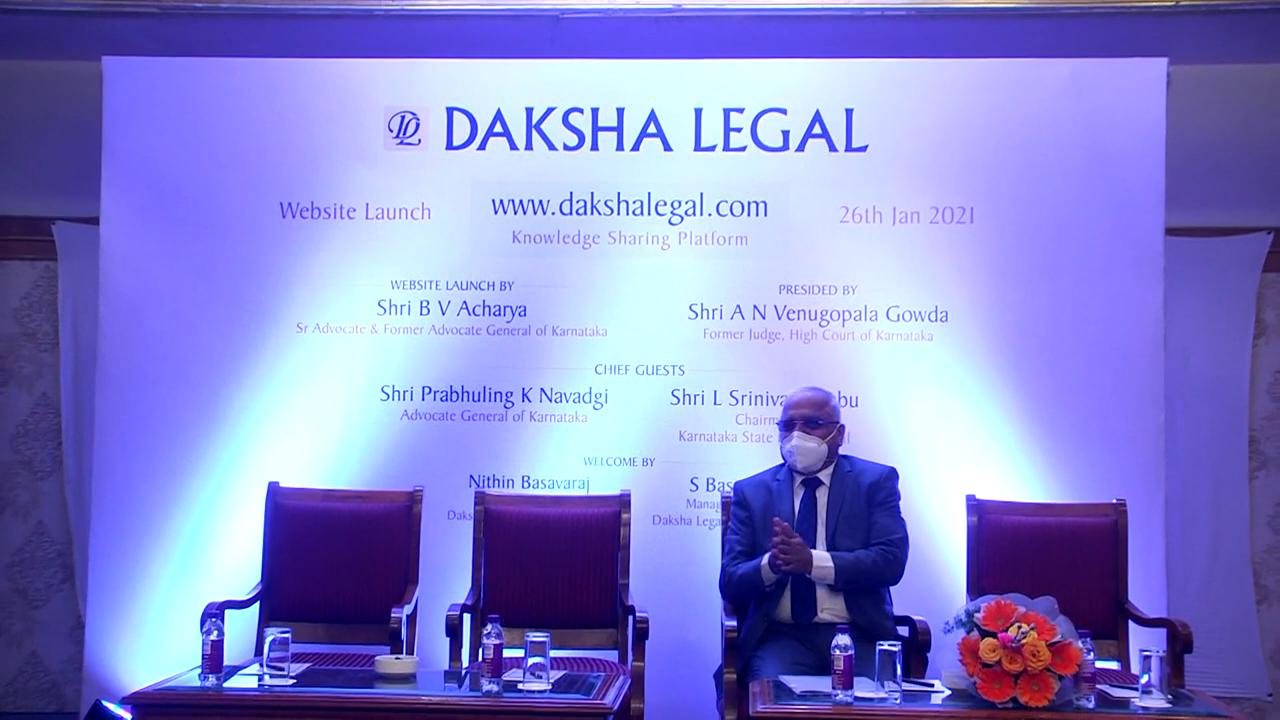 DL DAKSHA LEGAL
Website Launch www.dakshalegal.com 26th Jan 2021
Knowledge Sharing Platform
WEBSITE LAUNCH BY
Shri B V Acharya
Sr Advocate & Former Advocate General of Karnataka
PRESIDED BY
Shri A N Venugopala Gowda
Former Judge, High Court of Karnataka
CHIEF GUESTS
Shri Prabhuling K Navadgi
Advocate General of Karnataka
Shri L
Karnataka State
WELCOME BY
Nithin Basavaraj
S
Daksha